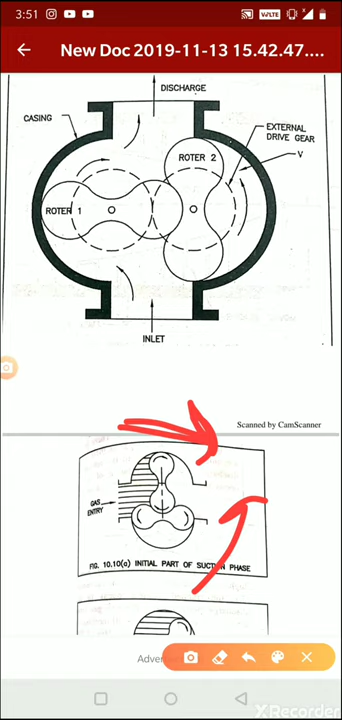 3:51
VoLTE
New Doc 2019-11-13 15.42.47....
DISCHARGE
CASING
EXTERNAL
DRIVE GEAR
V
ROTER 2
ROTER 1
INLET
Scanned by CamScanner
GAS
ENTRY
FIG. 10.10(a) INITIAL PART OF SUCTION PHASE
XRecorder